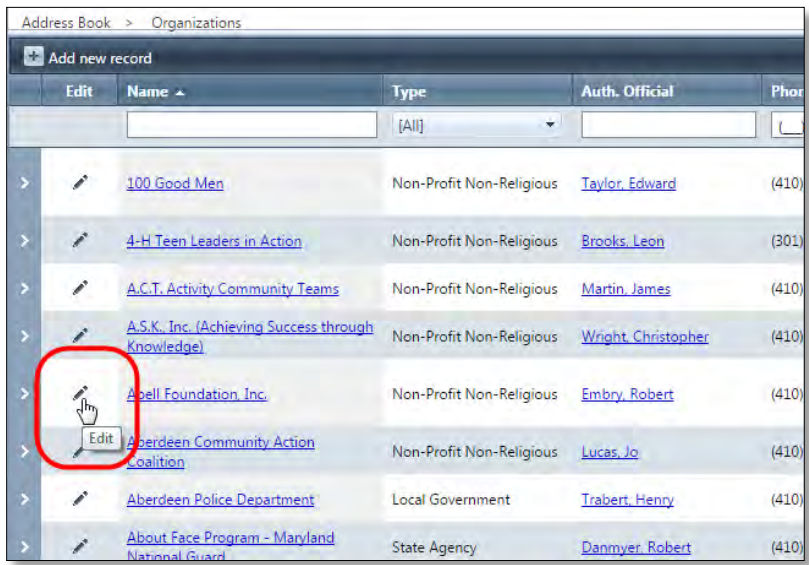 Address Book > Organizations
Add new record
Edit Name Type Auth. Official Phor
[All] (__)
100 Good Men Non-Profit Non-Religious Taylor, Edward (410)
4-H Teen Leaders in Action Non-Profit Non-Religious Brooks, Leon (301)
A.C.T. Activity Community Teams Non-Profit Non-Religious Martin, James (410)
A.S.K., Inc. (Achieving Success through
Knowledge) Non-Profit Non-Religious Wright, Christopher (410)
Abell Foundation, Inc. Non-Profit Non-Religious Embry, Robert (410)
Edit
Aberdeen Community Action
Coalition Non-Profit Non-Religious Lucas, Jo (410)
Aberdeen Police Department Local Government Trabert, Henry (410)
About Face Program - Maryland
National Guard State Agency Danmyer, Robert (410)